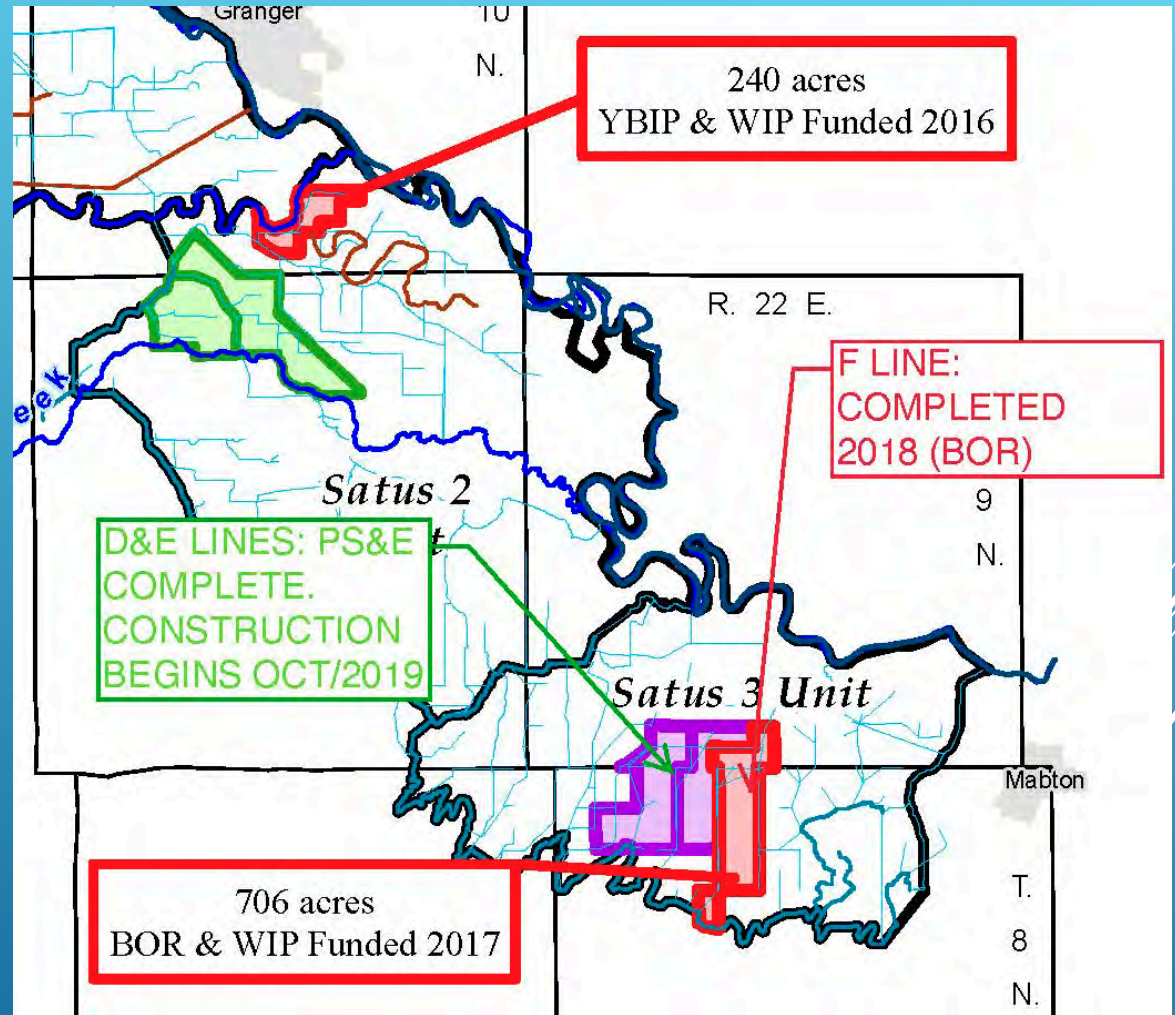 Granger
10
N.
240 acres
YBIP & WIP Funded 2016
R. 22 E.
F LINE:
COMPLETED
2018 (BOR)
eek
Satus 2
t
9
N.
D&E LINES: PS&E
COMPLETE.
CONSTRUCTION
BEGINS OCT/2019
Satus 3 Unit
Mabton
706 acres
BOR & WIP Funded 2017
T.
8
N.